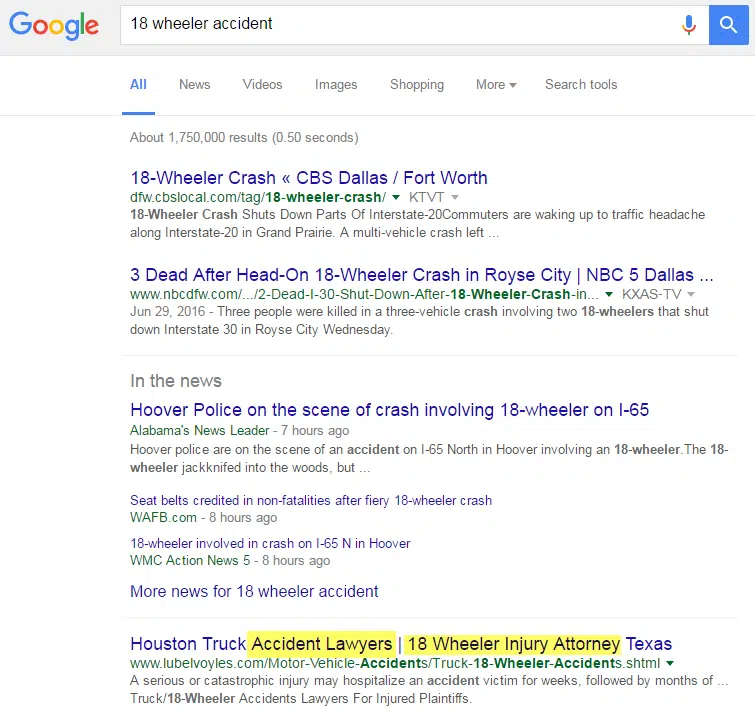 Google
18 wheeler accident
All News Videos Images Shopping More Search tools
About 1,750,000 results (0.50 seconds)
18-Wheeler Crash « CBS Dallas / Fort Worth
dfw.cbslocal.com/tag/18-wheeler-crash/ KTVT
18-Wheeler Crash Shuts Down Parts Of Interstate-20Commuters are waking up to traffic headache
along Interstate-20 in Grand Prairie. A multi-vehicle crash left ...
3 Dead After Head-On 18-Wheeler Crash in Royse City | NBC 5 Dallas ...
www.nbcdfw.com/.../2-Dead-I-30-Shut-Down-After-18-Wheeler-Crash-in... KXAS-TV
Jun 29, 2016 - Three people were killed in a three-vehicle crash involving two 18-wheelers that shut
down Interstate 30 in Royse City Wednesday.
In the news
Hoover Police on the scene of crash involving 18-wheeler on I-65
Alabama's News Leader - 7 hours ago
Hoover police are on the scene of an accident on I-65 North in Hoover involving an 18-wheeler.The 18-
wheeler jackknifed into the woods, but ...
Seat belts credited in non-fatalities after fiery 18-wheeler crash
WAFB.com - 8 hours ago
18-wheeler involved in crash on I-65 N in Hoover
WMC Action News 5 - 8 hours ago
More news for 18 wheeler accident
Houston Truck Accident Lawyers | 18 Wheeler Injury Attorney Texas
www.lubelvoyles.com/Motor-Vehicle-Accidents/Truck-18-Wheeler-Accidents.shtml
A serious or catastrophic injury may hospitalize an accident victim for weeks, followed by months of ...
Truck/18-Wheeler Accidents Lawyers For Injured Plaintiffs.